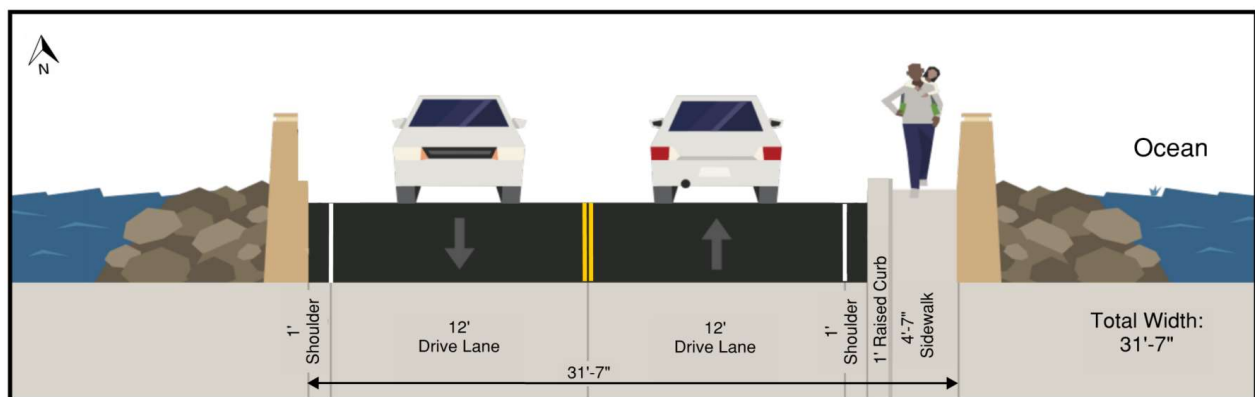 N
Ocean
1'
Shoulder
12'
Drive Lane
12'
Drive Lane
1'
Shoulder
1' Raised Curb
4'-7"
Sidewalk
Total Width:
31'-7"
31'-7"